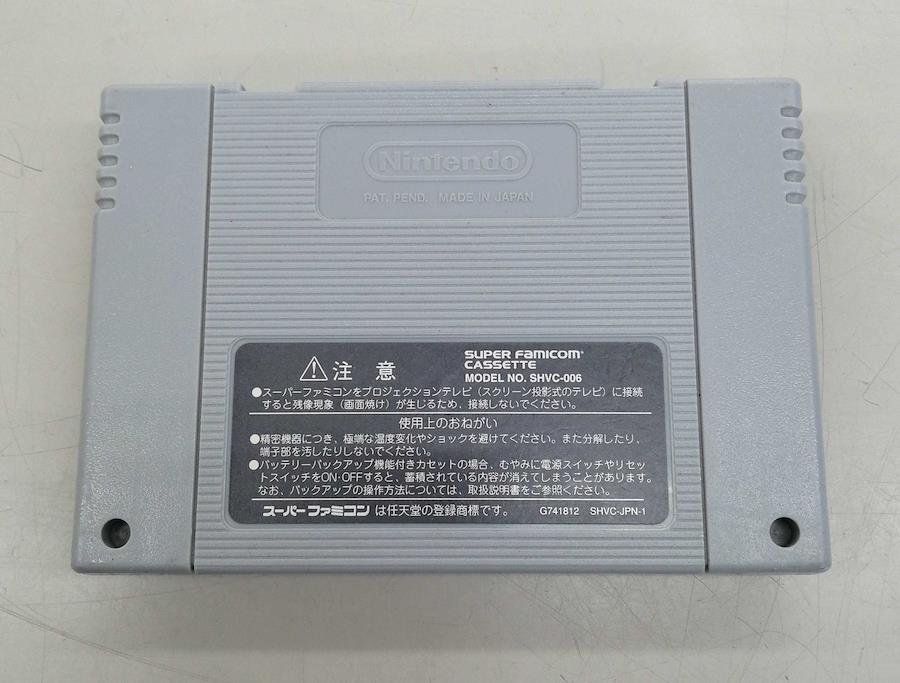 Nintendo
PAT. PEND. MADE IN JAPAN
注意
SUPER FAMICOM
CASSETTE
MODEL NO. SHVC-006
●スーパーファミコンをプロジェクションテレビ（スクリーン投影式のテレビ）に接続
すると残像現象（画面焼け）が生じるため、接続しないでください。
使用上のおねがい
●精密機器につき、極端な温度変化やショックを避けてください。また分解したり、
端子部を汚したりしないでください。
●バッテリーバックアップ機能付きカセットの場合、むやみに電源スイッチやリセッ
トスイッチをON・OFFすると、蓄積されている内容が消えてしまうことがあります。
なお、バックアップの操作方法については、取扱説明書をご参照ください。
スーパーファミコンは任天堂の登録商標です。 G741812 SHVC-JPN-1